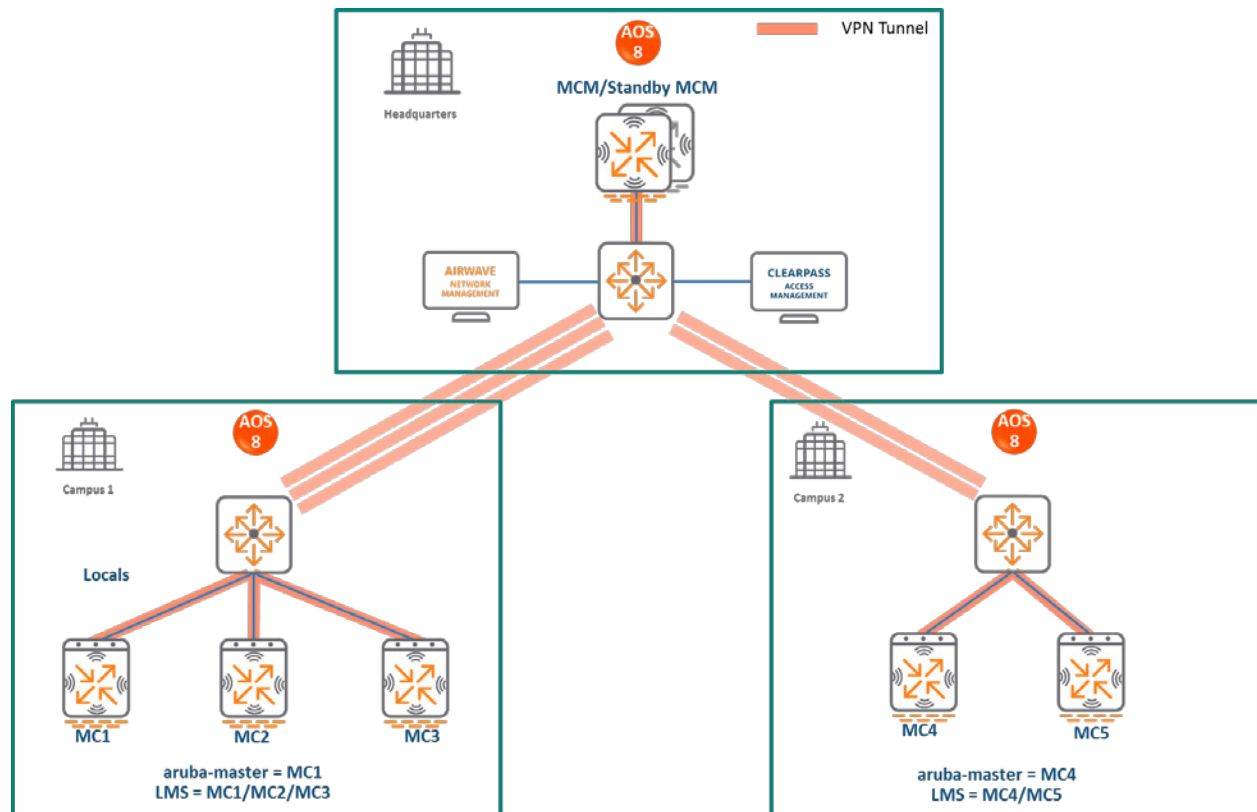 AOS
8
VPN Tunnel
MCM/Standby MCM
Headquarters
AIRWAVE
NETWORK
MANAGEMENT
CLEARPASS
ACCESS
MANAGEMENT
AOS
8
Campus 1
Locals
MC1
MC2
MC3
aruba-master = MC1
LMS = MC1/MC2/MC3
AOS
8
Campus 2
MC4
MC5
aruba-master = MC4
LMS = MC4/MC5